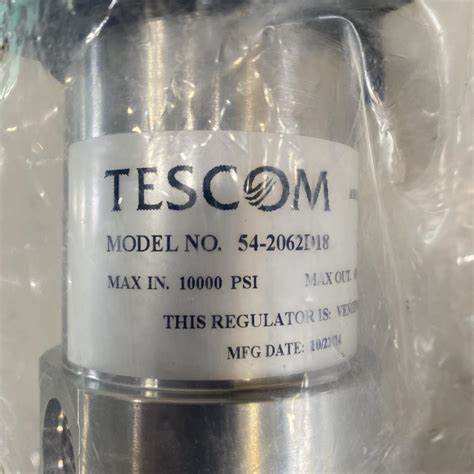 TESCOM
MODEL NO. 54-2062D18
MAX IN. 10000 PSI MAX OUT.
THIS REGULATOR IS:
MFG DATE: